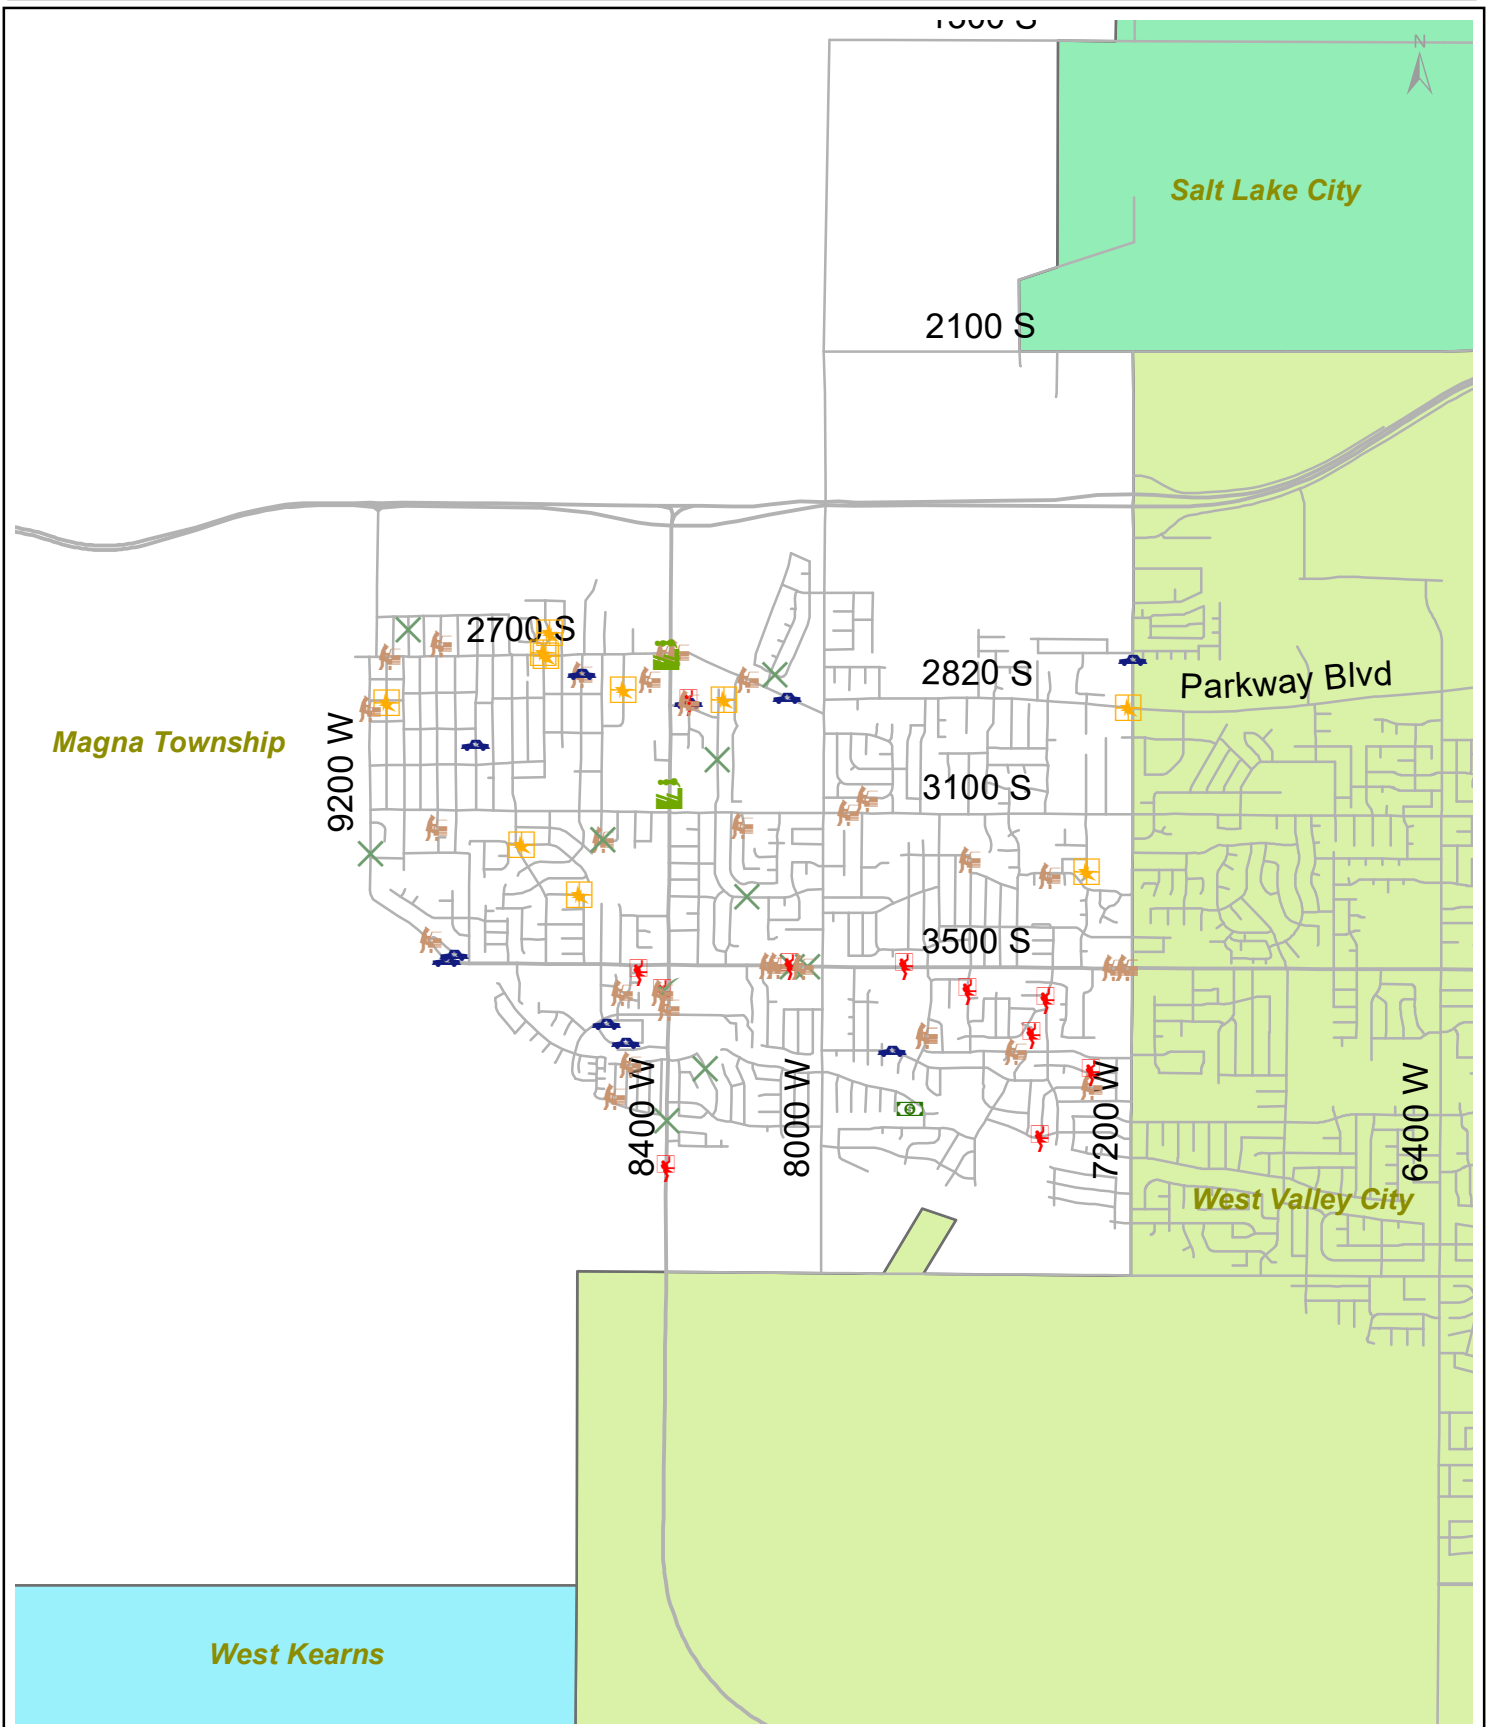 N
Salt Lake City
2100 S
2700 S
2820 S
Parkway Blvd
Magna Township
9200 W
3100 S
3500 S
8400 W
8000 W
7200 W
6400 W
West Valley City
West Kearns